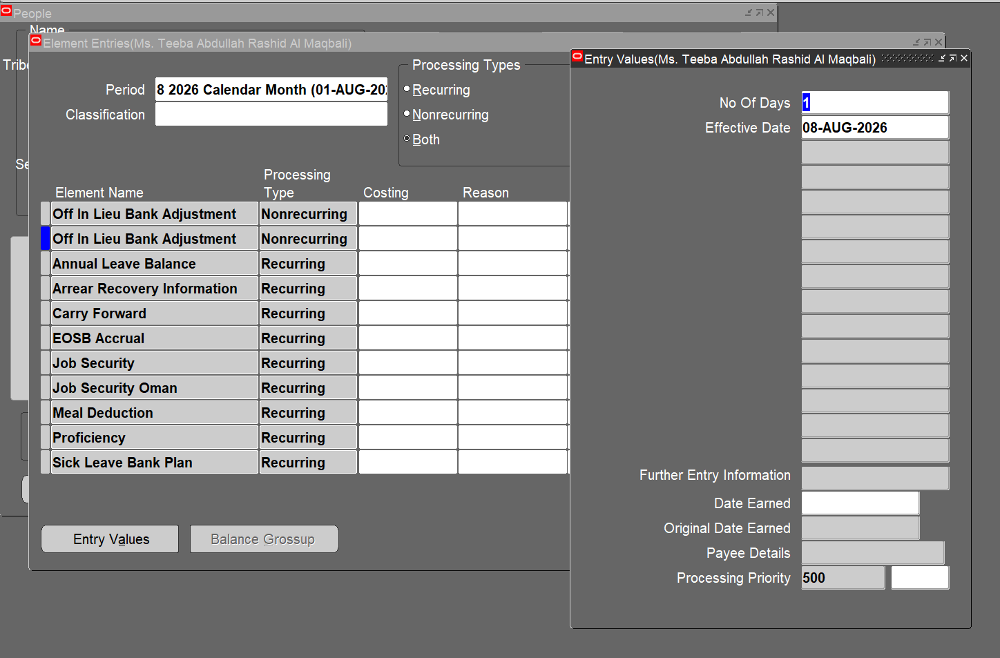 People
Name
Tribe
Element Entries(Ms. Teeba Abdullah Rashid Al Maqbali)
Period 8 2026 Calendar Month (01-AUG-20
Classification
Processing Types
Recurring
Nonrecurring
Both
Element Name Processing Type Costing Reason
Off In Lieu Bank Adjustment Nonrecurring
Off In Lieu Bank Adjustment Nonrecurring
Annual Leave Balance Recurring
Arrear Recovery Information Recurring
Carry Forward Recurring
EOSB Accrual Recurring
Job Security Recurring
Job Security Oman Recurring
Meal Deduction Recurring
Proficiency Recurring
Sick Leave Bank Plan Recurring
Entry Values Balance Grossup
Entry Values(Ms. Teeba Abdullah Rashid Al Maqbali)
No Of Days 1
Effective Date 08-AUG-2026
Further Entry Information
Date Earned
Original Date Earned
Payee Details
Processing Priority 500